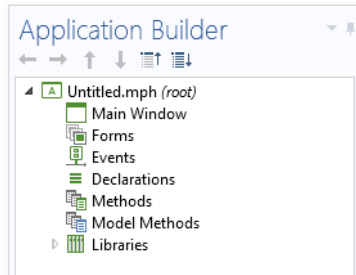 Application Builder
Untitled.mph (root)
Main Window
Forms
Events
Declarations
Methods
Model Methods
Libraries